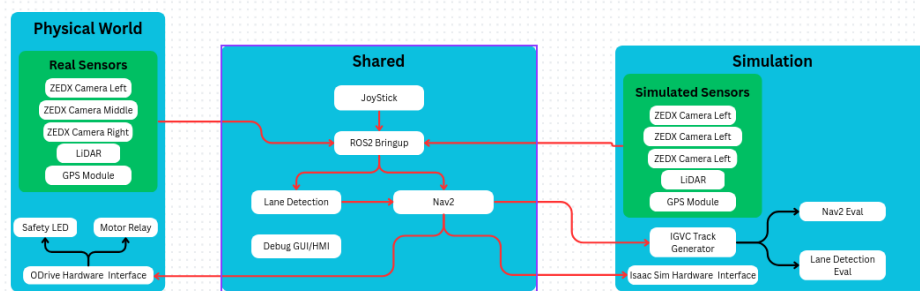 Physical World
Real Sensors
ZEDX Camera Left
ZEDX Camera Middle
ZEDX Camera Right
LiDAR
GPS Module
Safety LED
Motor Relay
ODrive Hardware Interface
Shared
JoyStick
ROS2 Bringup
Lane Detection
Nav2
Debug GUI/HMI
Simulation
Simulated Sensors
ZEDX Camera Left
ZEDX Camera Left
ZEDX Camera Left
LiDAR
GPS Module
IGVC Track
Generator
Isaac Sim Hardware Interface
Nav2 Eval
Lane Detection
Eval